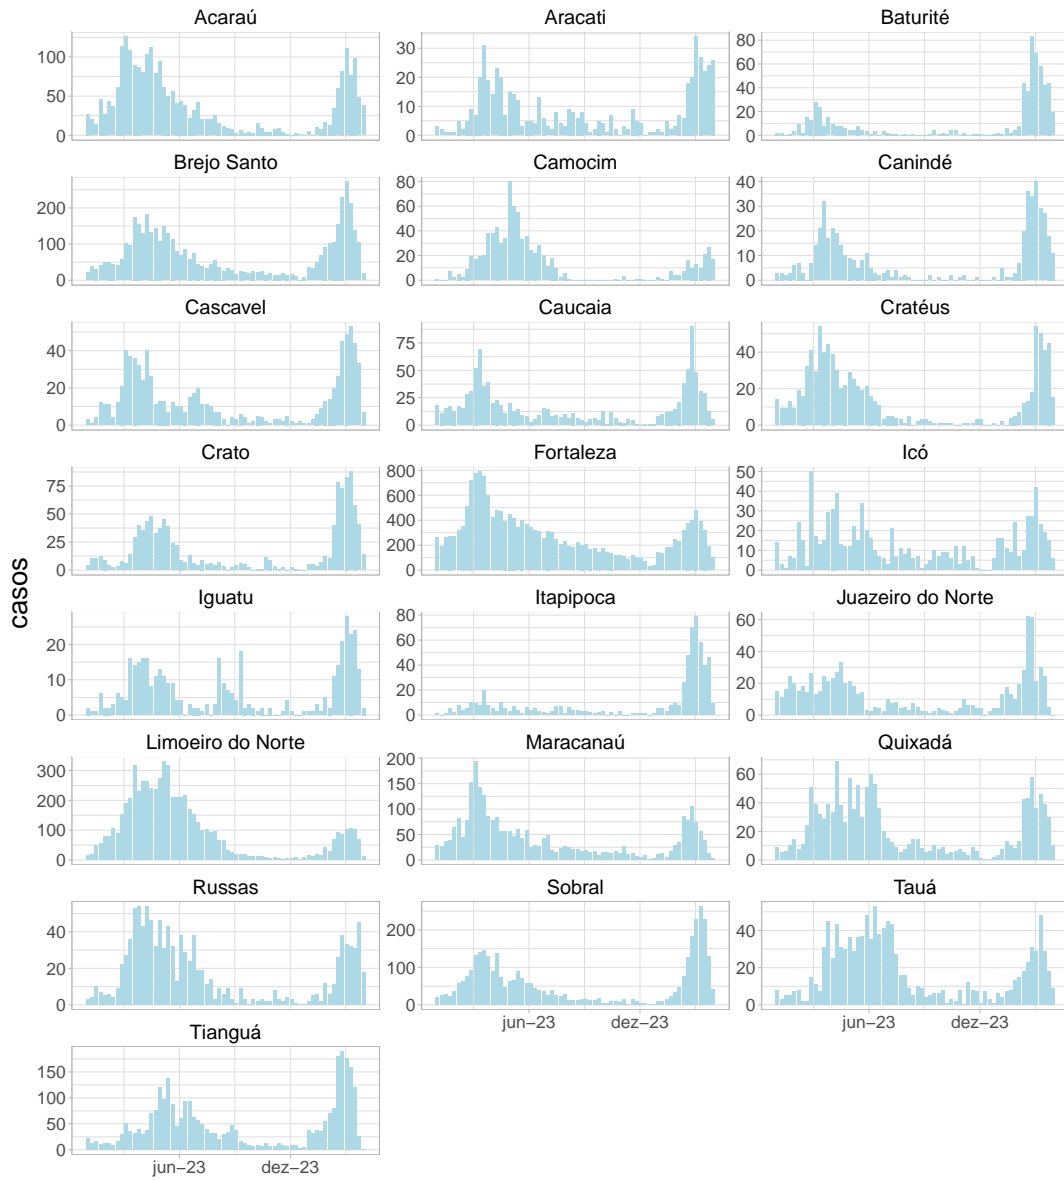 Acaraú Aracati Baturité
100 50 0
30 20 10 0
80 60 40 20 0
Brejo Santo Camocim Canindé
200 100 0
80 60 40 20 0
40 30 20 10 0
Cascavel Caucaia Cratéus
40 20 0
75 50 25 0
40 20 0
Crato Fortaleza Icó
75 50 25 0
800 600 400 200 0
50 40 30 20 10 0
casos
Iguatu Itapipoca Juazeiro do Norte
20 10 0
80 60 40 20 0
60 40 20 0
Limoeiro do Norte Maracanaú Quixadá
300 200 100 0
200 150 100 50 0
60 40 20 0
Russas Sobral Tauá
40 20 0
200 100 0
40 20 0
jun–23 dez–23 jun–23 dez–23
Tianguá
150 100 50 0
jun–23 dez–23